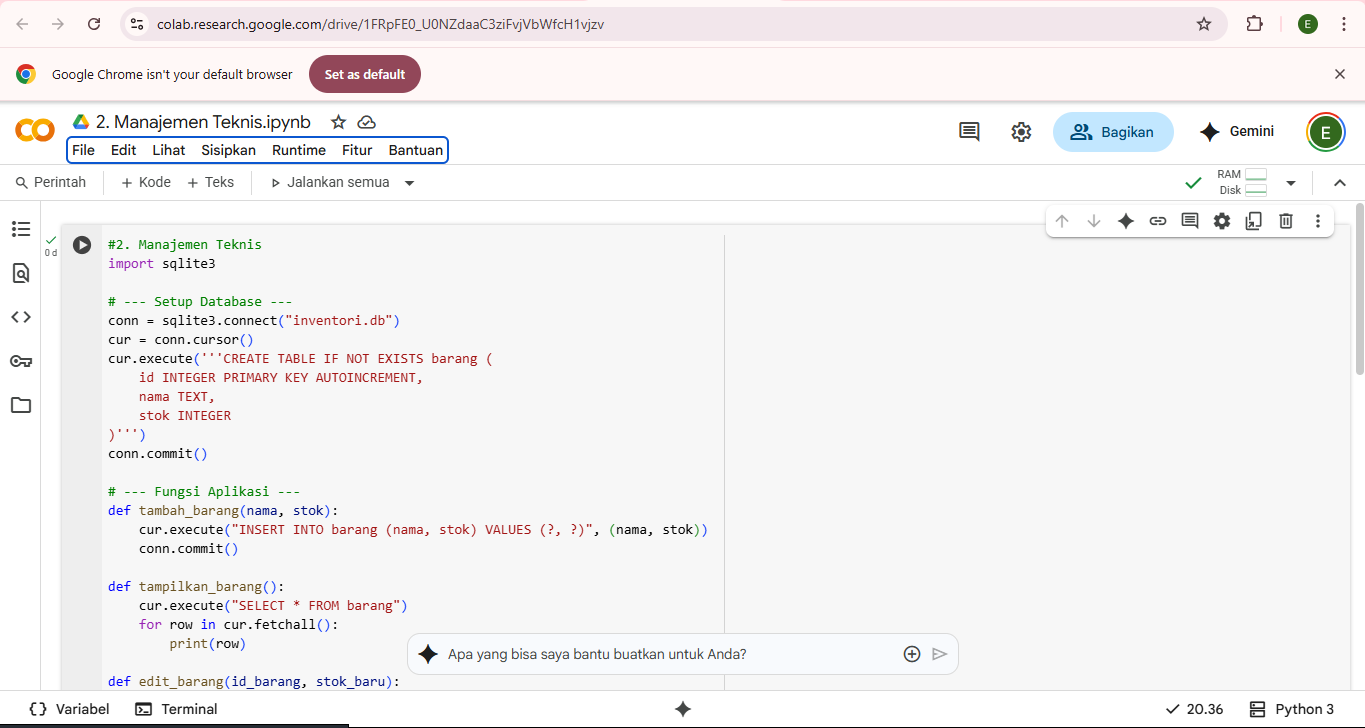 colab.research.google.com/drive/1FRpFE0_U0NZdaaC3ziFvjVbWfcH1vjzv
E
Google Chrome isn't your default browser
Set as default
2. Manajemen Teknis.ipynb
File Edit Lihat Sisipkan Runtime Fitur Bantuan
Bagikan
Gemini
E
Perintah
+ Kode
+ Teks
Jalankan semua
RAM
Disk
0 d
#2. Manajemen Teknis
import sqlite3
# --- Setup Database ---
conn = sqlite3.connect("inventori.db")
cur = conn.cursor()
cur.execute('''CREATE TABLE IF NOT EXISTS barang (
    id INTEGER PRIMARY KEY AUTOINCREMENT,
    nama TEXT,
    stok INTEGER
)''')
conn.commit()
# --- Fungsi Aplikasi ---
def tambah_barang(nama, stok):
    cur.execute("INSERT INTO barang (nama, stok) VALUES (?, ?)", (nama, stok))
    conn.commit()
def tampilkan_barang():
    cur.execute("SELECT * FROM barang")
    for row in cur.fetchall():
        print(row)
def edit_barang(id_barang, stok_baru):
Apa yang bisa saya bantu buatkan untuk Anda?
Variabel
Terminal
20.36
Python 3